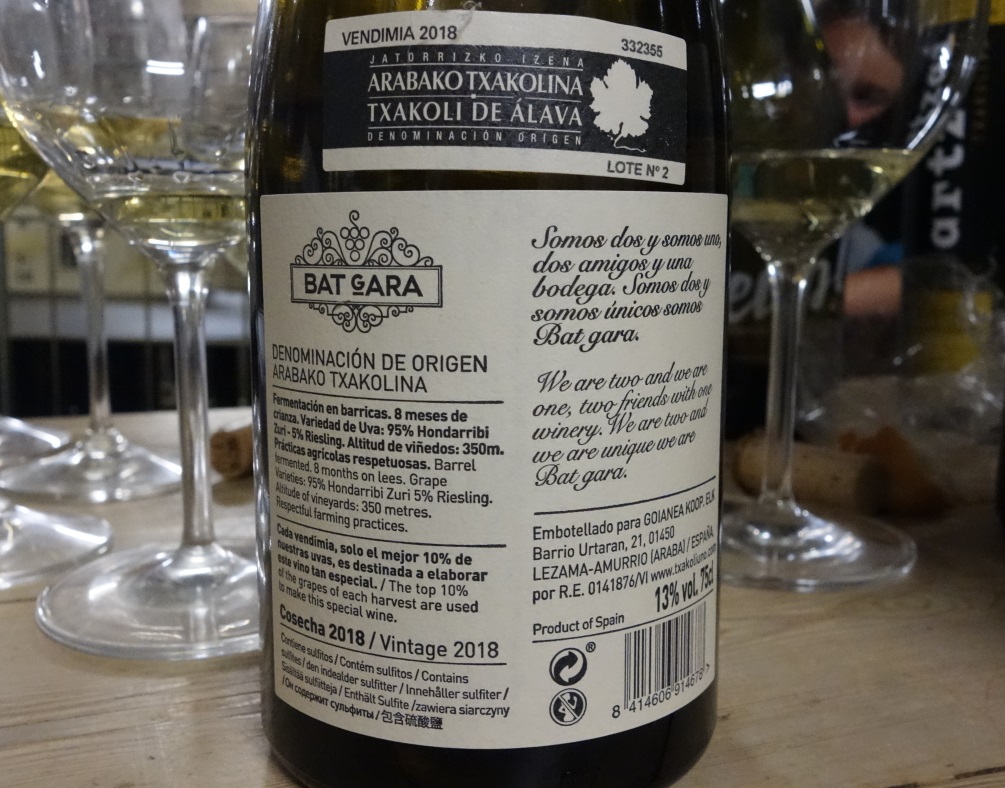 VENDIMIA 2018
332355
JATORRIZKO IZENA
ARABAKO TXAKOLINA
TXAKOLI DE ÁLAVA
DENOMINACIÓN ORIGEN
LOTE Nº 2
BAT GARA
DENOMINACIÓN DE ORIGEN
ARABAKO TXAKOLINA
Fermentación en barricas. 8 meses de
crianza. Variedad de Uva: 95% Hondarribi
Zuri - 5% Riesling. Altitud de viñedos: 350m.
Prácticas agrícolas respetuosas. Barrel
fermented. 8 months on lees. Grape
Varieties: 95% Hondarribi Zuri 5% Riesling.
Altitude of vineyards: 350 metres.
Respectful farming practices.
Cada vendimia, solo el mejor 10% de
nuestras uvas, es destinada a elaborar
este vino tan especial. / The top 10%
of the grapes of each harvest are used
to make this special wine.
Cosecha 2018 / Vintage 2018
Contiene sulfitos / Contém sulfitos / Contains
sulfites / den indealder sulfitter / Innehåller sulfiter /
Sisältää sulfitteja / Enthält Sulfite /zawiera siarczyny
/Он содержит сульфиты / 包含硫酸鹽
Somos dos y somos uno,
dos amigos y una
bodega. Somos dos y
somos únicos somos
Bat gara.
We are two and we are
one, two friends with one
winery. We are two and
we are unique we are
Bat gara.
Embotellado para GOIANEA KOOP. ELK
Barrio Urtaran, 21, 01450
LEZAMA-AMURRIO (ARABA) / ESPAÑA.
por R.E. 0141876/VI www.txakoliuno.com
13% vol. 75cl
Product of Spain
8 414606 914678 >
artzo